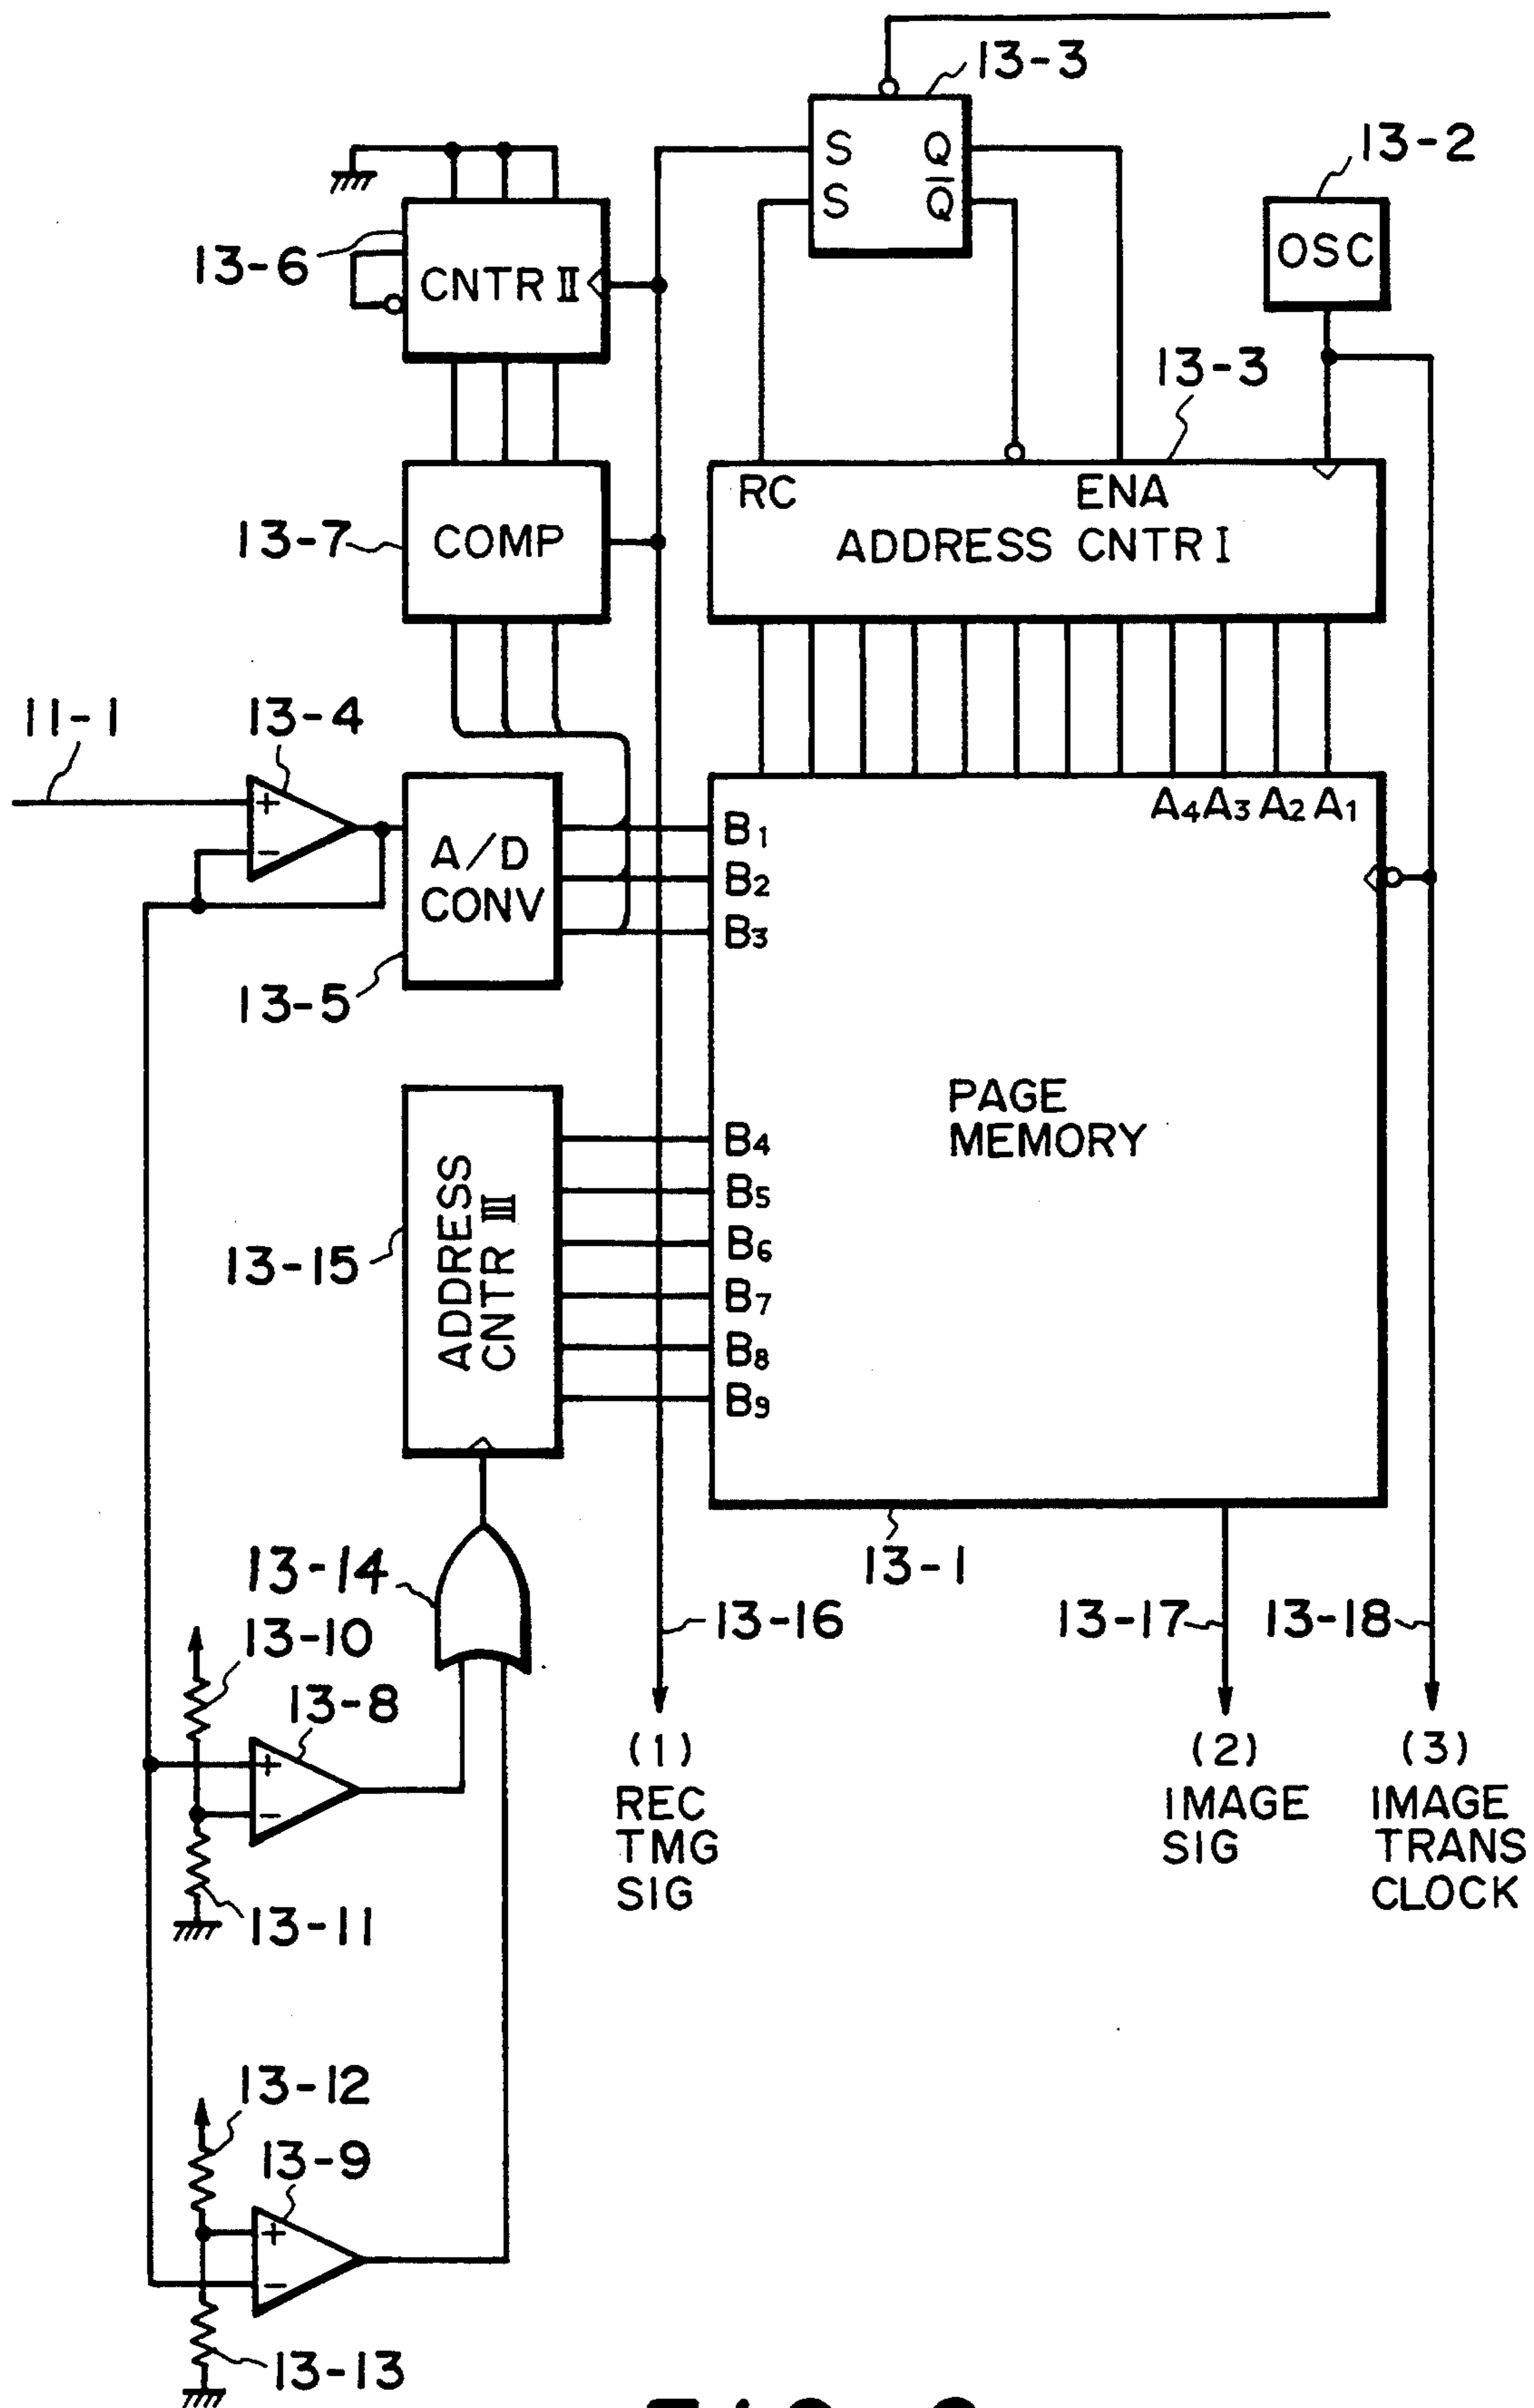 13-3
13-2
S Q
S Q̅
OSC
13-6
CNTR II
13-3
RC ENA
ADDRESS CNTR I
13-7
COMP
11-1
13-4
+
-
A/D
CONV
13-5
A4 A3 A2 A1
B1
B2
B3
PAGE
MEMORY
B4
B5
B6
B7
B8
B9
ADDRESS
CNTR III
13-15
13-14
13-1
13-16
13-17
13-18
13-10
13-8
+
-
13-11
(1)
REC
TMG
SIG
(2)
IMAGE
SIG
(3)
IMAGE
TRANS
CLOCK
13-12
13-9
+
-
13-13